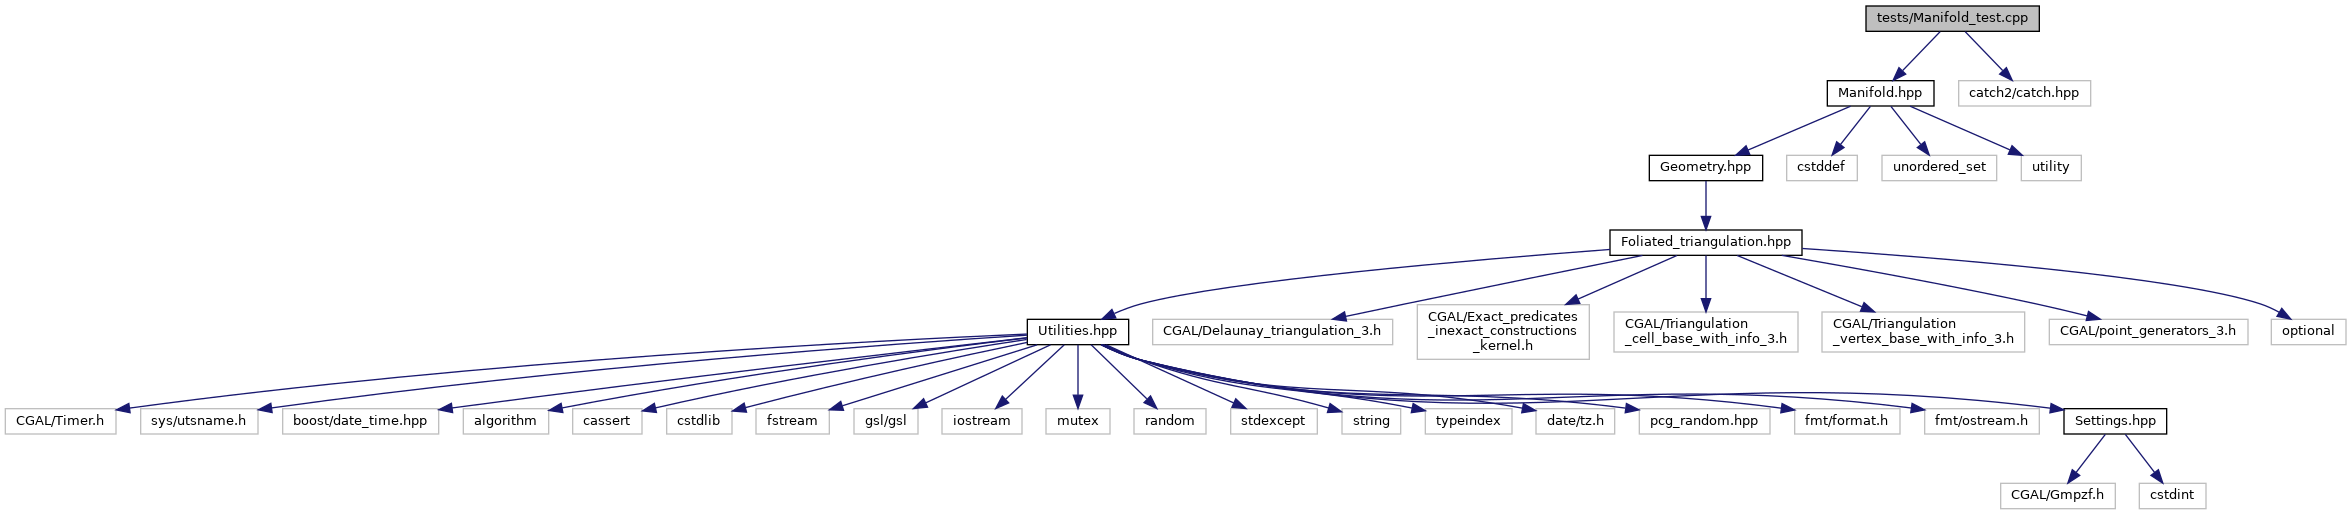 tests/Manifold_test.cpp
Manifold.hpp
catch2/catch.hpp
Geometry.hpp
cstddef
unordered_set
utility
Foliated_triangulation.hpp
Utilities.hpp
CGAL/Delaunay_triangulation_3.h
CGAL/Exact_predicates
_inexact_constructions
_kernel.h
CGAL/Triangulation
_cell_base_with_info_3.h
CGAL/Triangulation
_vertex_base_with_info_3.h
CGAL/point_generators_3.h
optional
CGAL/Timer.h
sys/utsname.h
boost/date_time.hpp
algorithm
cassert
cstdlib
fstream
gsl/gsl
iostream
mutex
random
stdexcept
string
typeindex
date/tz.h
pcg_random.hpp
fmt/format.h
fmt/ostream.h
Settings.hpp
CGAL/Gmpzf.h
cstdint